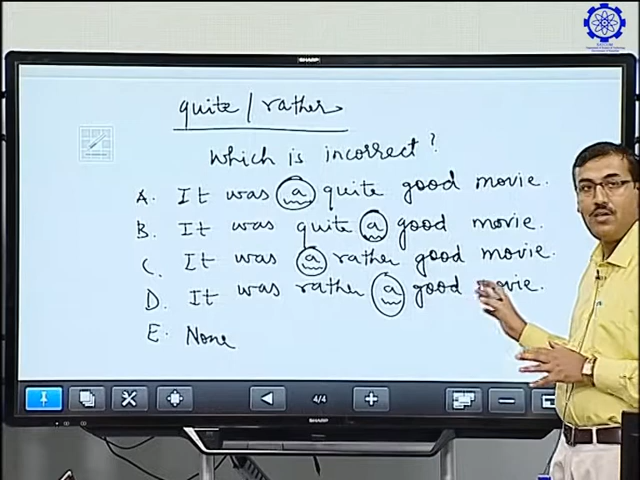 SHARP
quite / rather
Which is incorrect?
A. It was a quite good movie.
B. It was quite a good movie.
C. It was a rather good movie.
D. It was rather a good movie.
E. None
4/4
SHARP